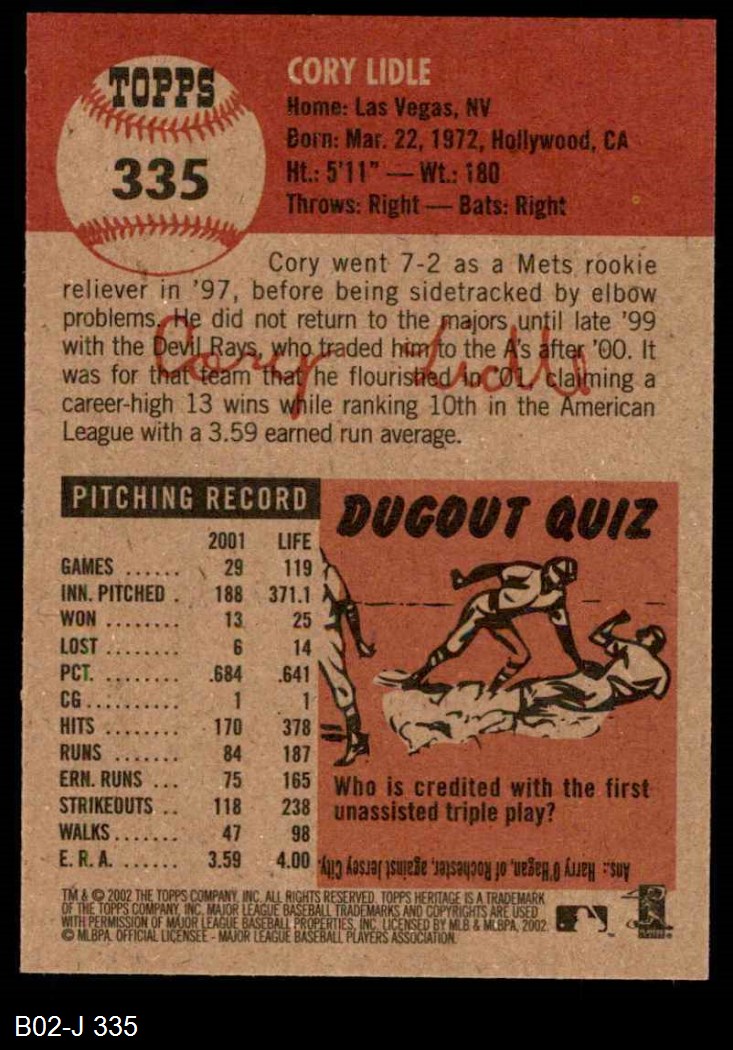 TOPPS
335
CORY LIDLE
Home: Las Vegas, NV
Born: Mar. 22, 1972, Hollywood, CA
Ht.: 5'11" — Wt.: 180
Throws: Right — Bats: Right
Cory went 7-2 as a Mets rookie
reliever in '97, before being sidetracked by elbow
problems. He did not return to the majors until late '99
with the Devil Rays, who traded him to the A's after '00. It
was for that team that he flourished in '01, claiming a
career-high 13 wins while ranking 10th in the American
League with a 3.59 earned run average.
Cory Lidle
PITCHING RECORD
2001 LIFE
GAMES ...... 29 119
INN. PITCHED . 188 371.1
WON ........ 13 25
LOST ........ 6 14
PCT. ........ .684 .641
CG .......... 1 1
HITS ........ 170 378
RUNS ....... 84 187
ERN. RUNS ... 75 165
STRIKEOUTS .. 118 238
WALKS ....... 47 98
E. R. A. ...... 3.59 4.00
DUGOUT QUIZ
Who is credited with the first
unassisted triple play?
Ans.: Harry O'Hagan, of Rochester, against Jersey City.
TM & © 2002 THE TOPPS COMPANY, INC. ALL RIGHTS RESERVED. TOPPS HERITAGE IS A TRADEMARK
OF THE TOPPS COMPANY, INC. MAJOR LEAGUE BASEBALL TRADEMARKS AND COPYRIGHTS ARE USED
WITH PERMISSION OF MAJOR LEAGUE BASEBALL PROPERTIES, INC. LICENSED BY MLB & MLBPA, 2002.
© MLBPA. OFFICIAL LICENSEE - MAJOR LEAGUE BASEBALL PLAYERS ASSOCIATION.
B02-J 335